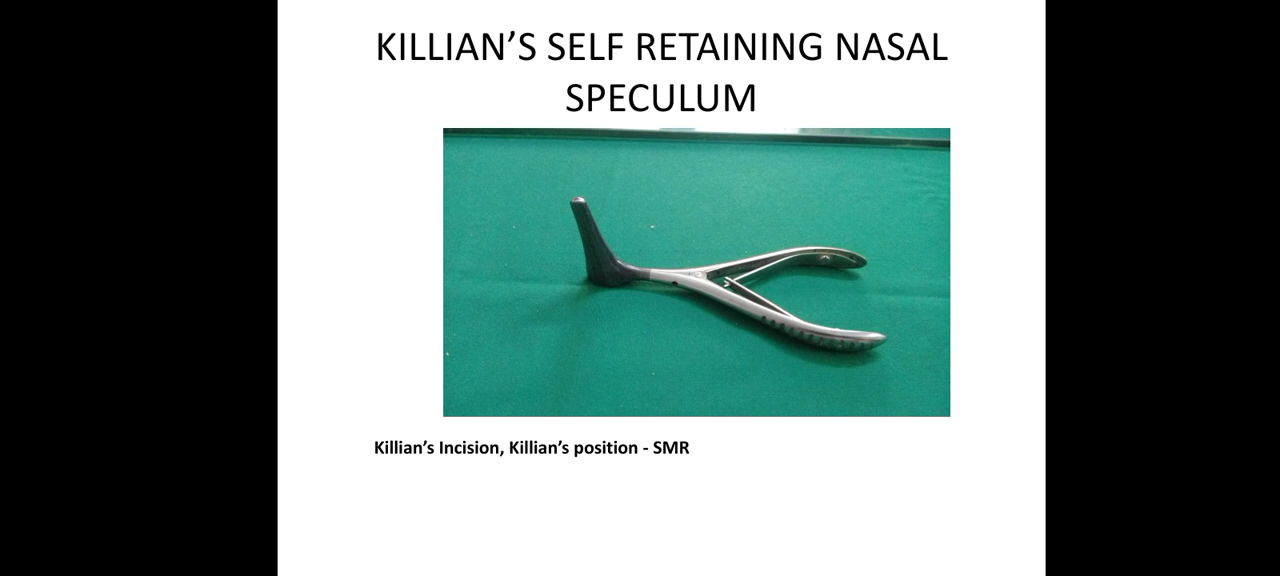 KILLIAN’S SELF RETAINING NASAL
SPECULUM
Killian’s Incision, Killian’s position - SMR